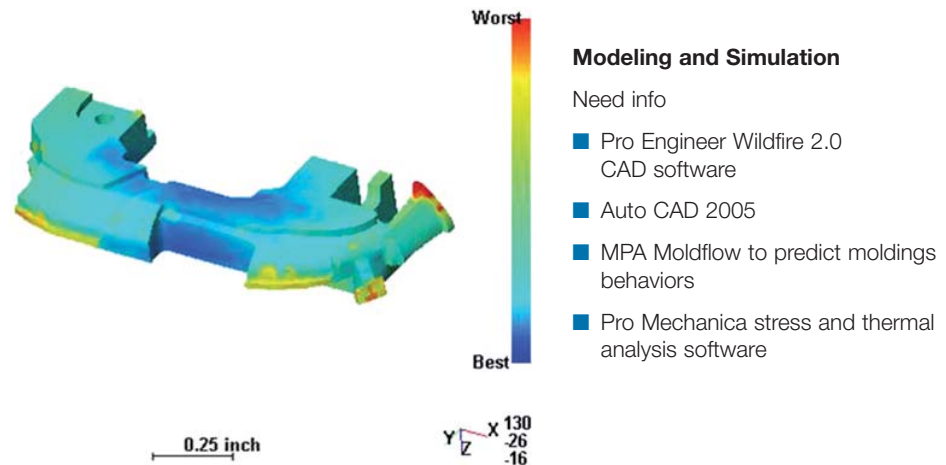 Worst
Best
0.25 inch
Y
Z
X
130
-26
-16
Modeling and Simulation
Need info
■ Pro Engineer Wildfire 2.0
CAD software
■ Auto CAD 2005
■ MPA Moldflow to predict moldings
behaviors
■ Pro Mechanica stress and thermal
analysis software